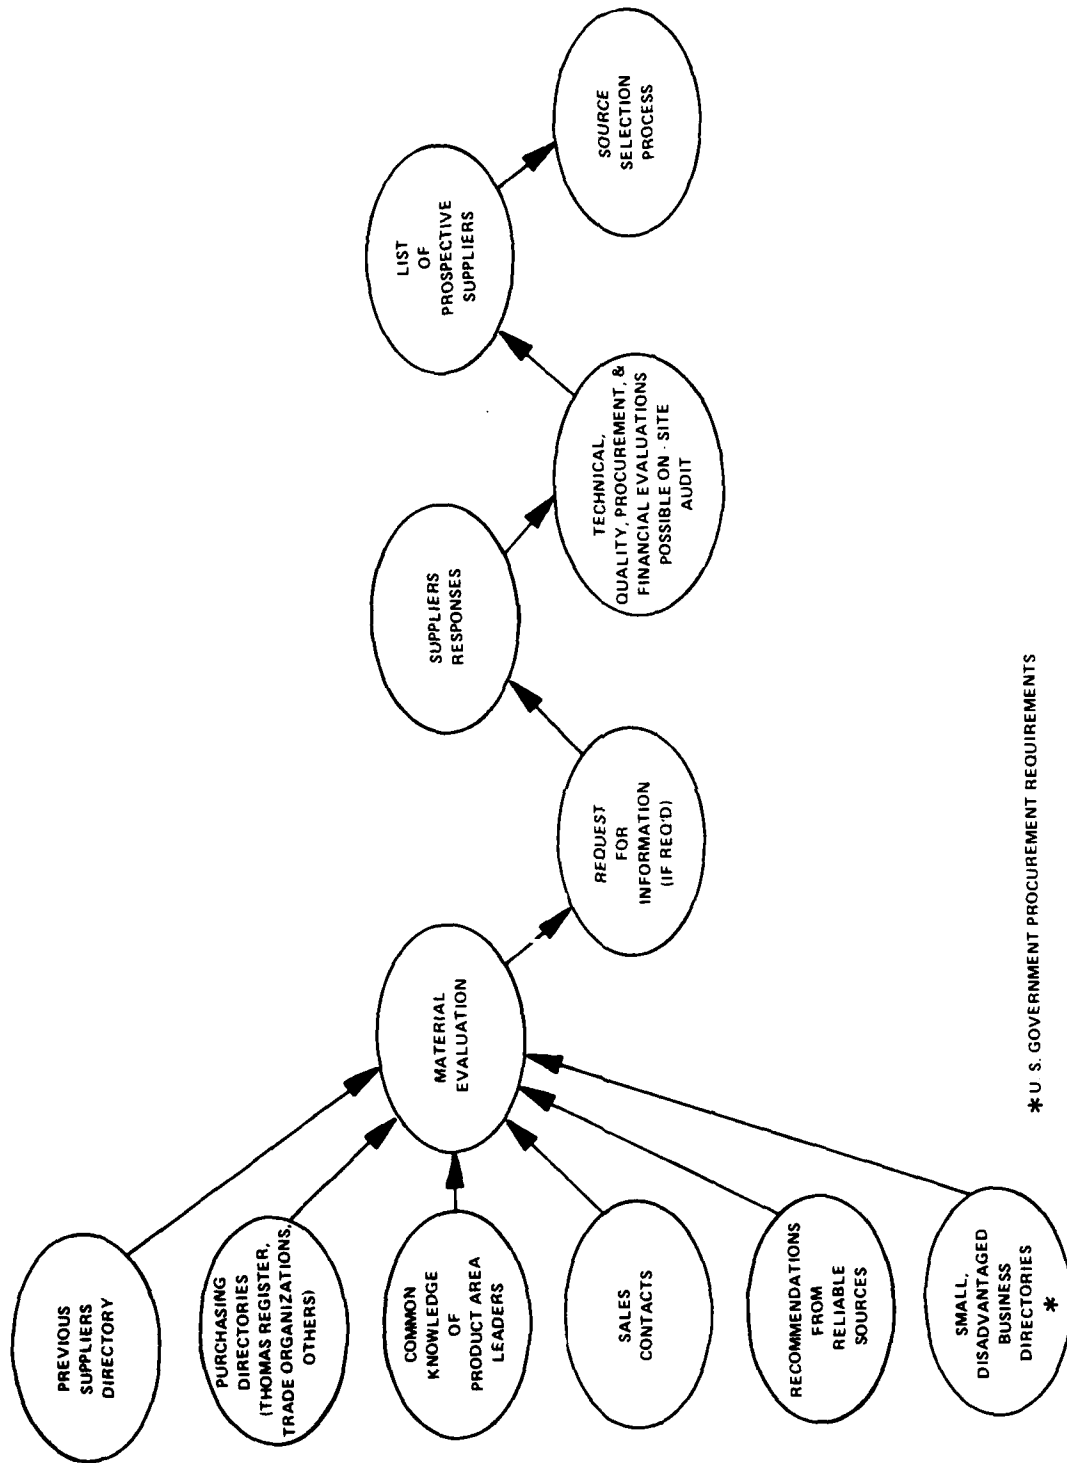 PREVIOUS
SUPPLIERS
DIRECTORY
PURCHASING
DIRECTORIES
(THOMAS REGISTER,
TRADE ORGANIZATIONS,
OTHERS)
COMMON
KNOWLEDGE
OF
PRODUCT AREA
LEADERS
SALES
CONTACTS
RECOMMENDATIONS
FROM
RELIABLE
SOURCES
SMALL,
DISADVANTAGED
BUSINESS
DIRECTORIES
*
MATERIAL
EVALUATION
REQUEST
FOR
INFORMATION
(IF REQ'D)
SUPPLIERS
RESPONSES
TECHNICAL,
QUALITY, PROCUREMENT, &
FINANCIAL EVALUATIONS
POSSIBLE ON - SITE
AUDIT
LIST
OF
PROSPECTIVE
SUPPLIERS
SOURCE
SELECTION
PROCESS
* U. S. GOVERNMENT PROCUREMENT REQUIREMENTS